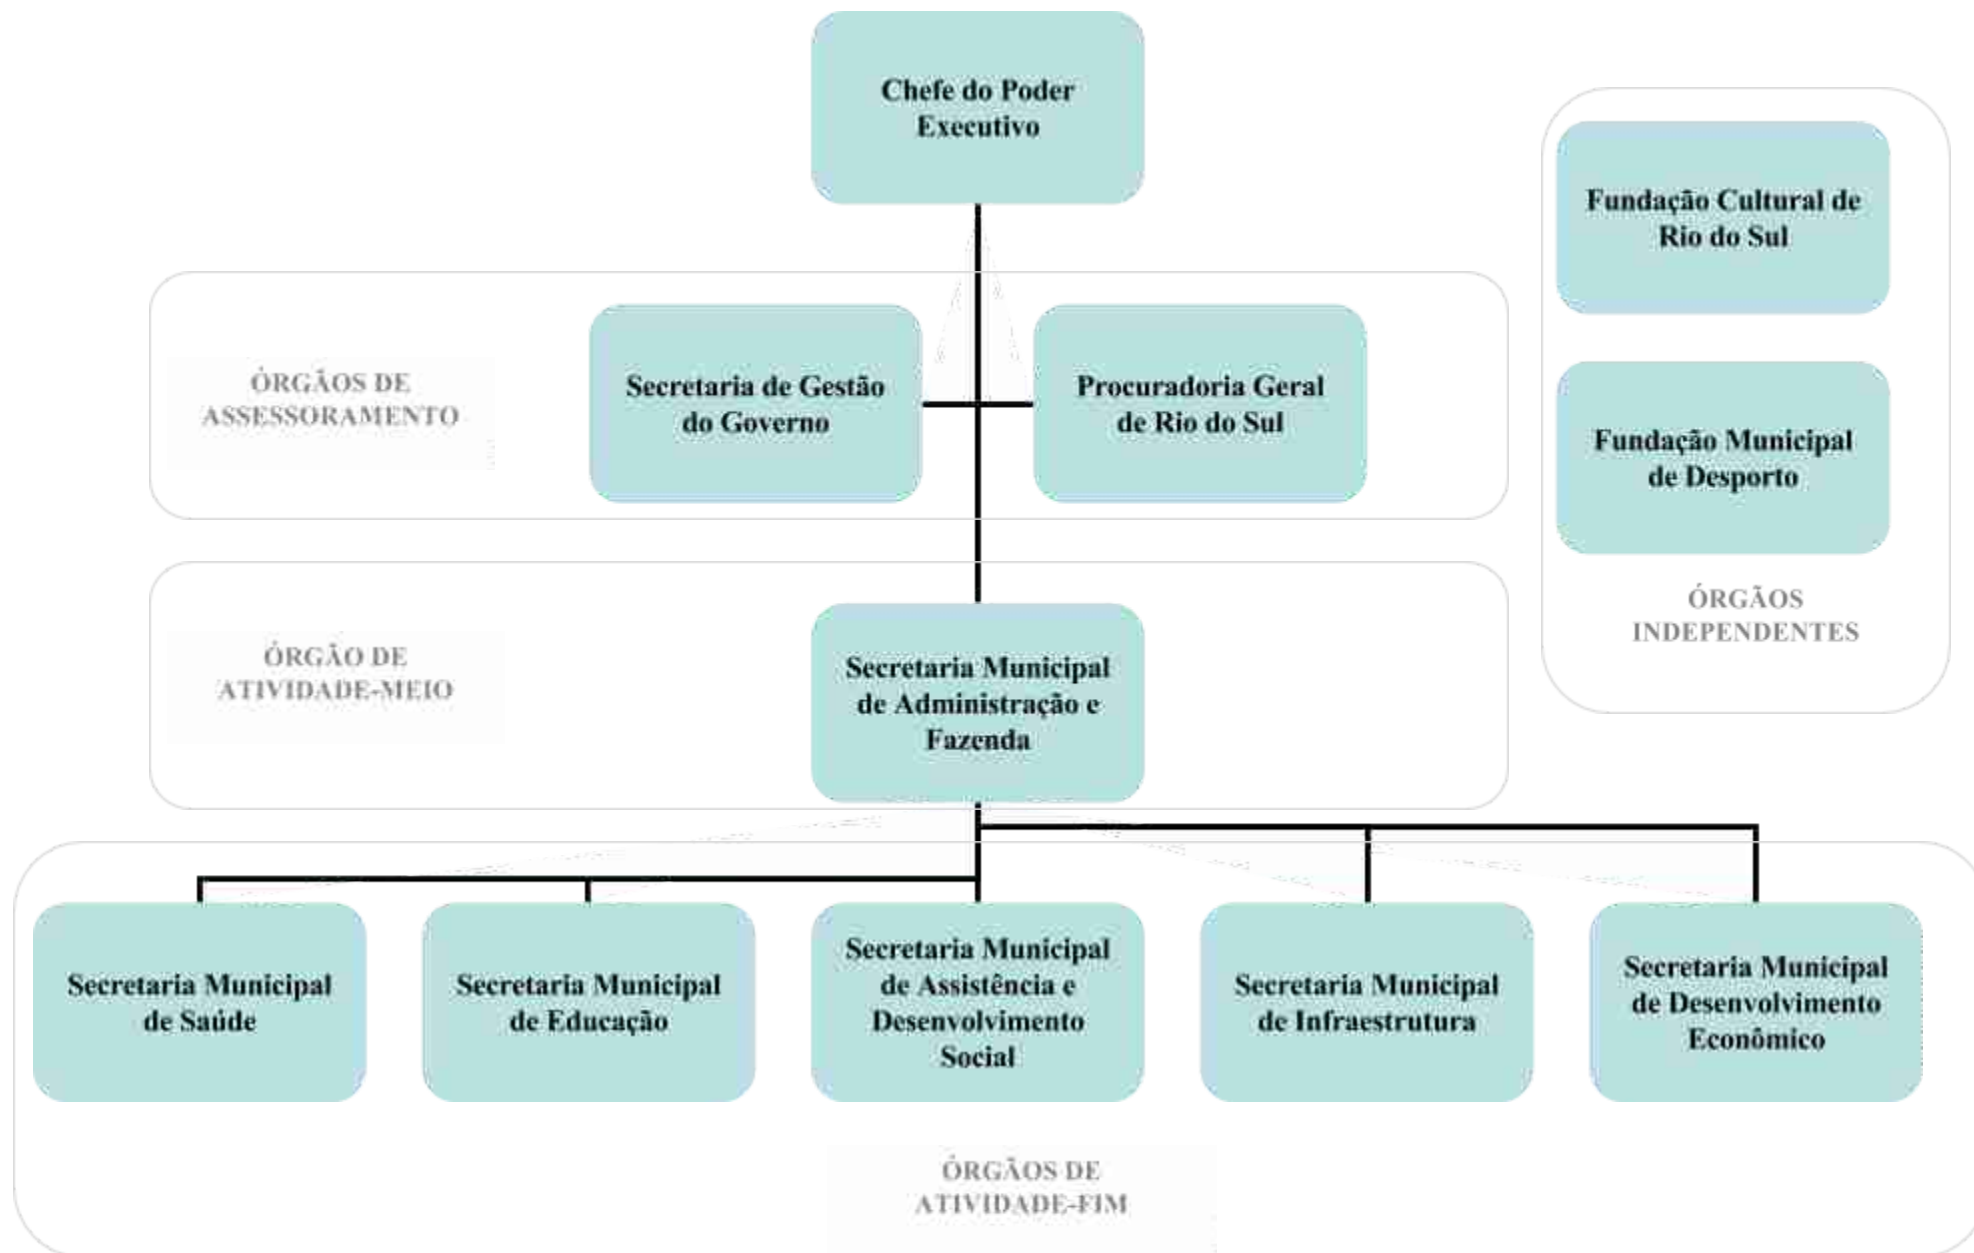 Chefe do Poder
Executivo
Fundação Cultural de
Rio do Sul
Fundação Municipal
de Desporto
ÓRGÃOS
INDEPENDENTES
ÓRGÃOS DE
ASSESSORAMENTO
Secretaria de Gestão
do Governo
Procuradoria Geral
de Rio do Sul
ÓRGÃO DE
ATIVIDADE-MEIO
Secretaria Municipal
de Administração e
Fazenda
Secretaria Municipal
de Saúde
Secretaria Municipal
de Educação
Secretaria Municipal
de Assistência e
Desenvolvimento
Social
Secretaria Municipal
de Infraestrutura
Secretaria Municipal
de Desenvolvimento
Econômico
ÓRGÃOS DE
ATIVIDADE-FIM